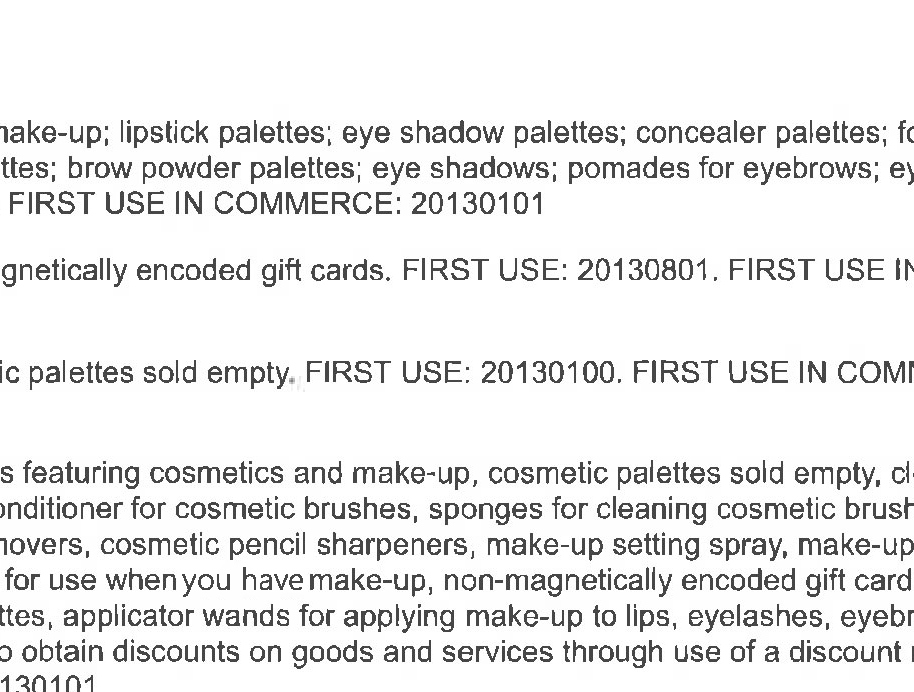 make-up; lipstick palettes; eye shadow palettes; concealer palettes; fo
ttes; brow powder palettes; eye shadows; pomades for eyebrows; ey
FIRST USE IN COMMERCE: 20130101
gnetically encoded gift cards. FIRST USE: 20130801. FIRST USE IN
ic palettes sold empty. FIRST USE: 20130100. FIRST USE IN COMM
s featuring cosmetics and make-up, cosmetic palettes sold empty, cl
onditioner for cosmetic brushes, sponges for cleaning cosmetic brush
movers, cosmetic pencil sharpeners, make-up setting spray, make-up
for use when you have make-up, non-magnetically encoded gift card
ttes, applicator wands for applying make-up to lips, eyelashes, eyebr
o obtain discounts on goods and services through use of a discount
130101